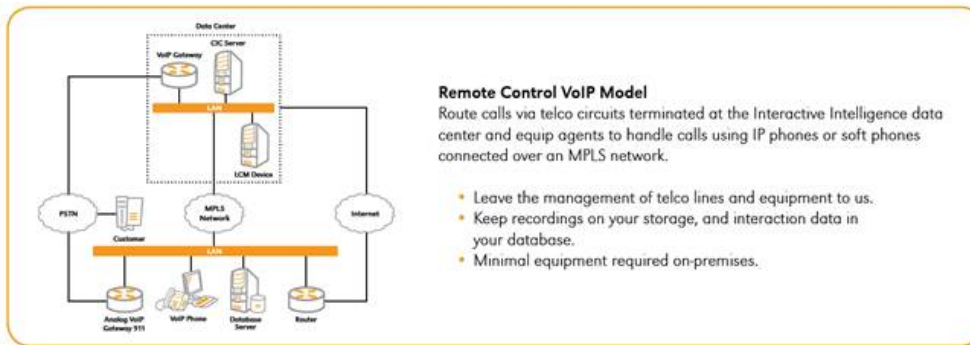 Data Center
CIC Server
VoIP Gateway
LAN
LCM Device
PSTN
Customer
MPLS
Network
Internet
LAN
Analog VoIP
Gateway 911
VoIP Phone
Database
Server
Router
Remote Control VoIP Model
Route calls via telco circuits terminated at the Interactive Intelligence data
center and equip agents to handle calls using IP phones or soft phones
connected over an MPLS network.
• Leave the management of telco lines and equipment to us.
• Keep recordings on your storage, and interaction data in
your database.
• Minimal equipment required on-premises.